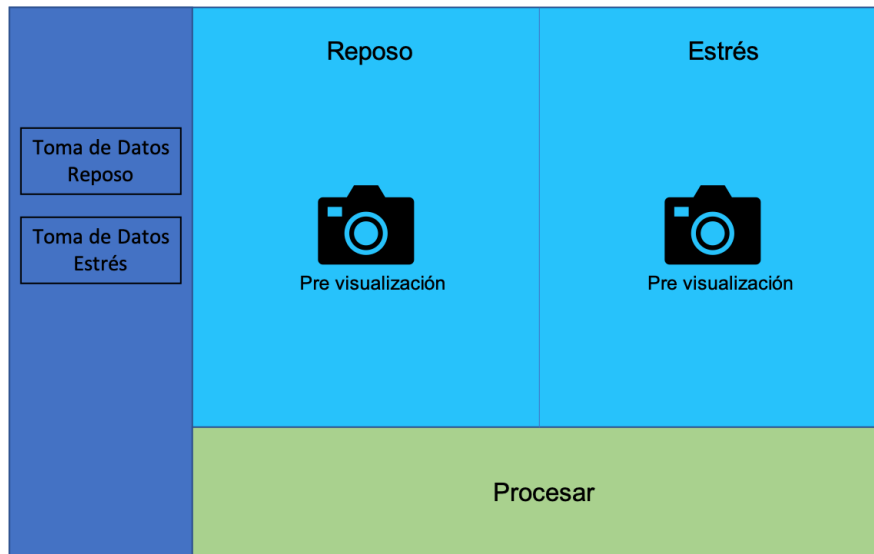 Toma de Datos
Reposo
Toma de Datos
Estrés
Reposo
Estrés
Pre visualización
Pre visualización
Procesar